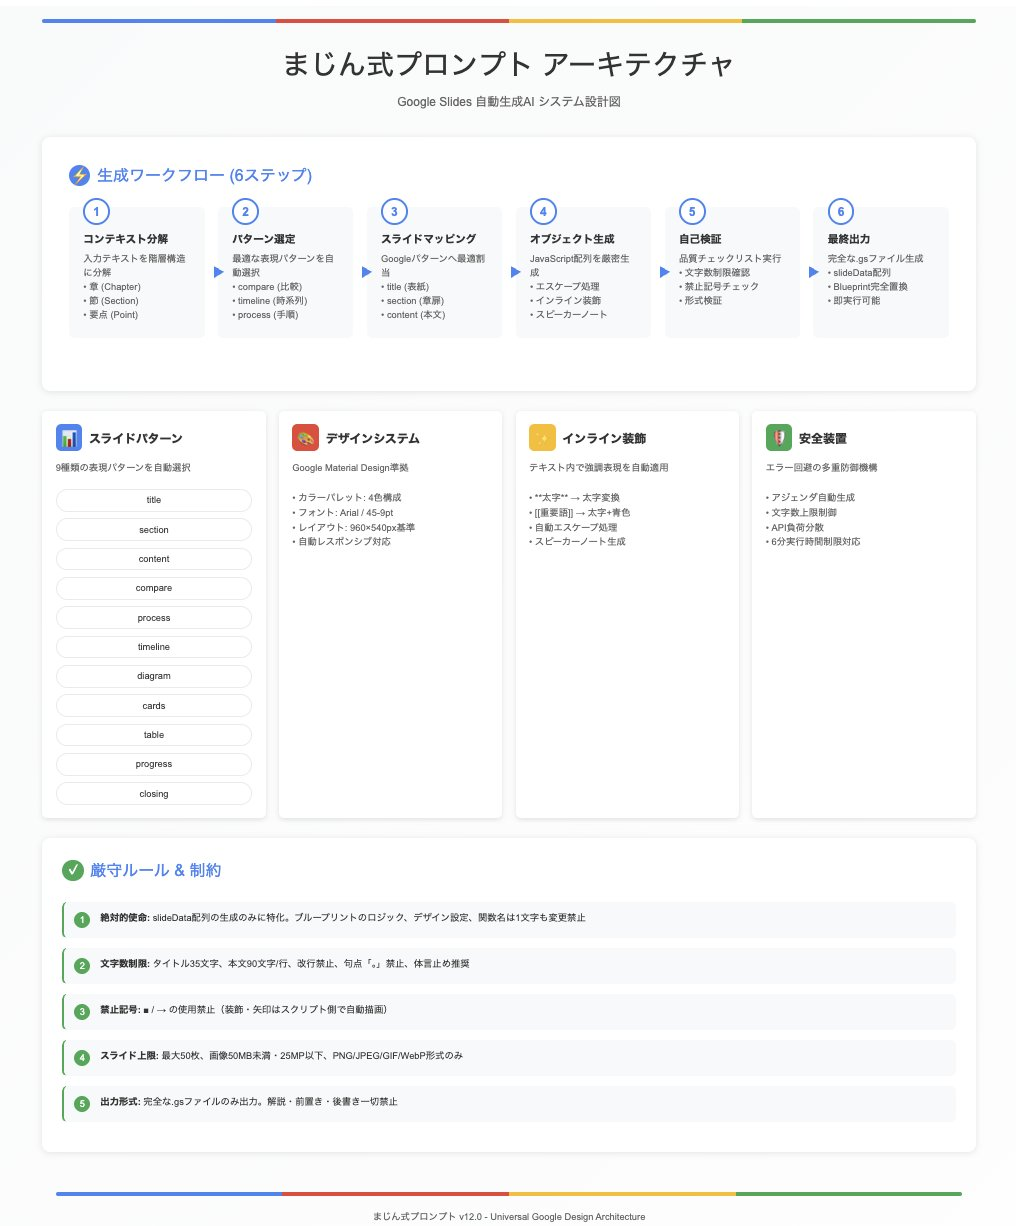 まじん式プロンプト アーキテクチャ
Google Slides 自動生成AI システム設計図
⚡ 生成ワークフロー (6ステップ)
1
コンテキスト分解
入力テキストを階層構造
に分解
• 章 (Chapter)
• 節 (Section)
• 要点 (Point)
2
パターン選定
最適な表現パターンを自
動選択
• compare (比較)
• timeline (時系列)
• process (手順)
3
スライドマッピング
Googleパターンへ最適割
当
• title (表紙)
• section (章扉)
• content (本文)
4
オブジェクト生成
JavaScript配列を厳密生
成
• エスケープ処理
• インライン装飾
• スピーカーノート
5
自己検証
品質チェックリスト実行
• 文字数制限確認
• 禁止記号チェック
• 形式検証
6
最終出力
完全な.gsファイル生成
• slideData配列
• Blueprint完全置換
• 即実行可能
スライドパターン
9種類の表現パターンを自動選択
title
section
content
compare
process
timeline
diagram
cards
table
progress
closing
デザインシステム
Google Material Design準拠
• カラーパレット: 4色構成
• フォント: Arial / 45-9pt
• レイアウト: 960×540px基準
• 自動レスポンシブ対応
インライン装飾
テキスト内で強調表現を自動適用
• **太字** → 太字変換
• [[重要語]] → 太字+青色
• 自動エスケープ処理
• スピーカーノート生成
安全装置
エラー回避の多重防御機構
• アジェンダ自動生成
• 文字数上限制御
• API負荷分散
• 6分実行時間制限対応
✓ 厳守ルール & 制約
1 絶対的使命: slideData配列の生成のみに特化。ブループリントのロジック、デザイン設定、関数名は1文字も変更禁止
2 文字数制限: タイトル35文字、本文90文字/行、改行禁止、句点「。」禁止、体言止め推奨
3 禁止記号: ■ / → の使用禁止（装飾・矢印はスクリプト側で自動描画）
4 スライド上限: 最大50枚、画像50MB未満・25MP以下、PNG/JPEG/GIF/WebP形式のみ
5 出力形式: 完全な.gsファイルのみ出力。解説・前置き・後書き一切禁止
まじん式プロンプト v12.0 - Universal Google Design Architecture